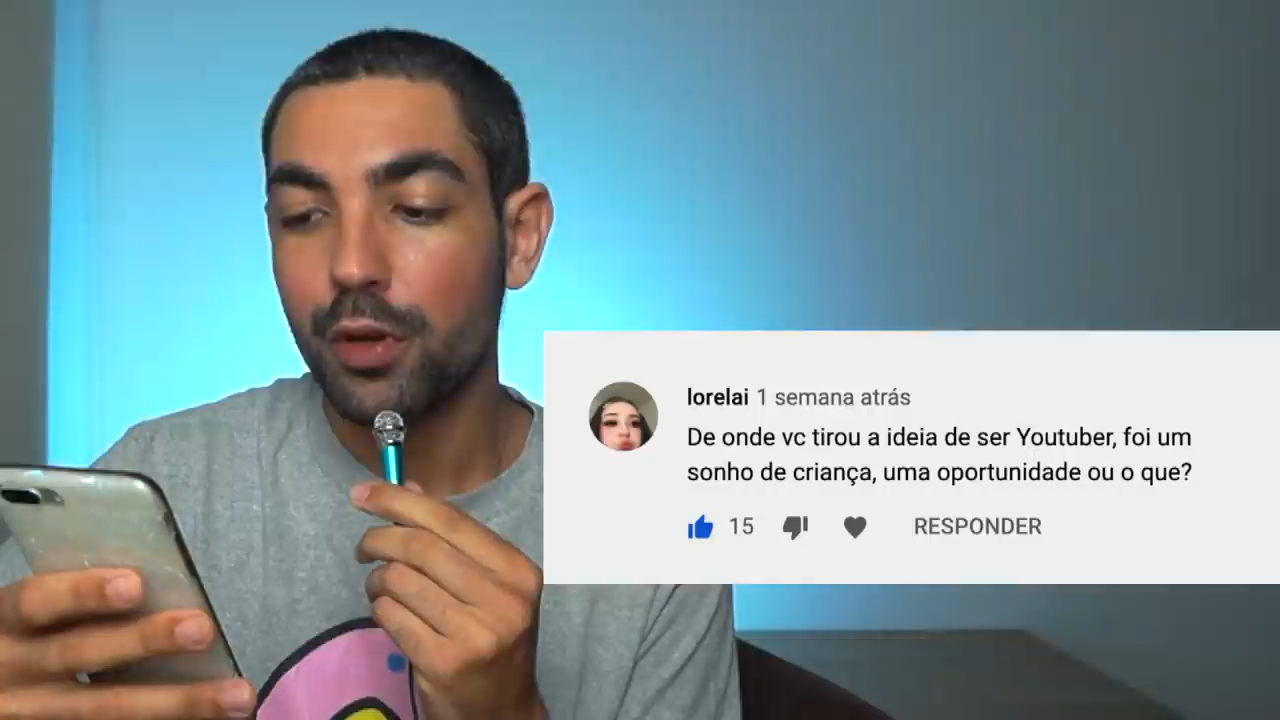 lorelai 1 semana atrás
De onde vc tirou a ideia de ser Youtuber, foi um
sonho de criança, uma oportunidade ou o que?
15 RESPONDER